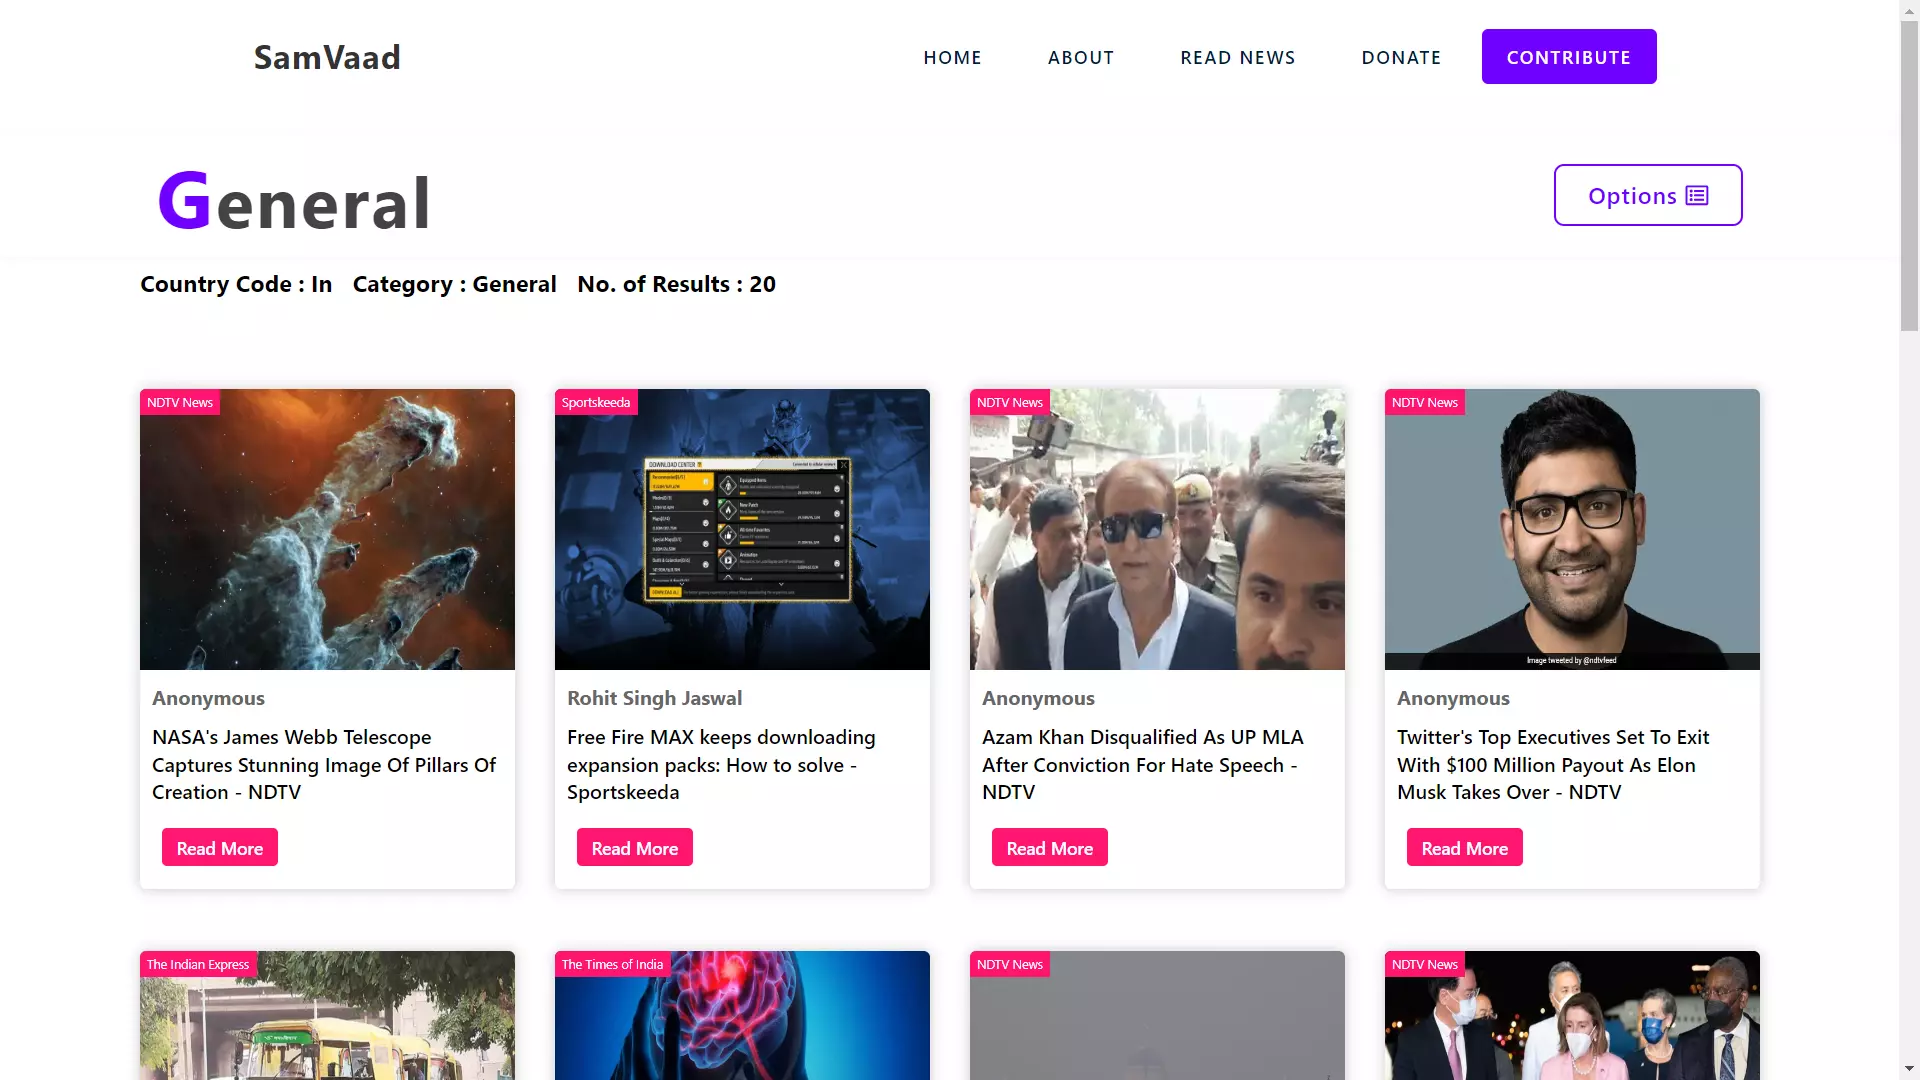 SamVaad
HOME ABOUT READ NEWS DONATE CONTRIBUTE
General
Options
Country Code : In Category : General No. of Results : 20
NDTV News
Anonymous
NASA's James Webb Telescope
Captures Stunning Image Of Pillars Of
Creation - NDTV
Read More
Sportskeeda
DOWNLOAD CENTER
DOWNLOAD ALL
Rohit Singh Jaswal
Free Fire MAX keeps downloading
expansion packs: How to solve -
Sportskeeda
Read More
NDTV News
Anonymous
Azam Khan Disqualified As UP MLA
After Conviction For Hate Speech -
NDTV
Read More
NDTV News
Image tweeted by @ndtvfeed
Anonymous
Twitter's Top Executives Set To Exit
With $100 Million Payout As Elon
Musk Takes Over - NDTV
Read More
The Indian Express
The Times of India
NDTV News
NDTV News